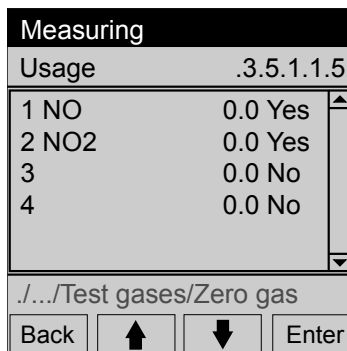 Measuring
Usage .3.5.1.1.5
1 NO 0.0 Yes
2 NO2 0.0 Yes
3 0.0 No
4 0.0 No
./.../Test gases/Zero gas
Back Enter